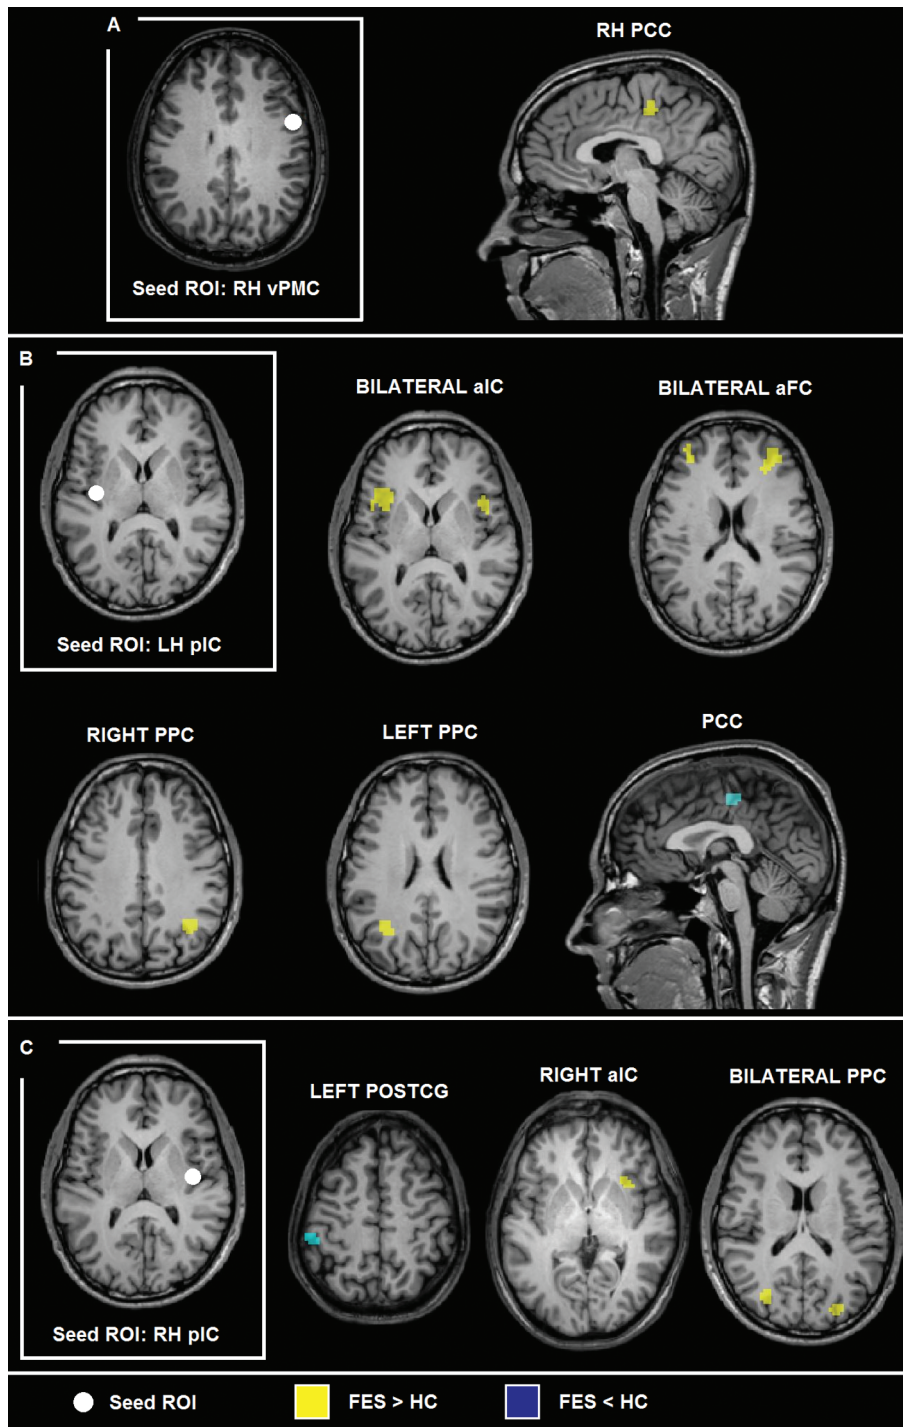 A
RH PCC
Seed ROI: RH vPMC
B
BILATERAL aIC
BILATERAL aFC
Seed ROI: LH pIC
RIGHT PPC
LEFT PPC
PCC
C
LEFT POSTCG
RIGHT aIC
BILATERAL PPC
Seed ROI: RH pIC
Seed ROI
FES > HC
FES < HC